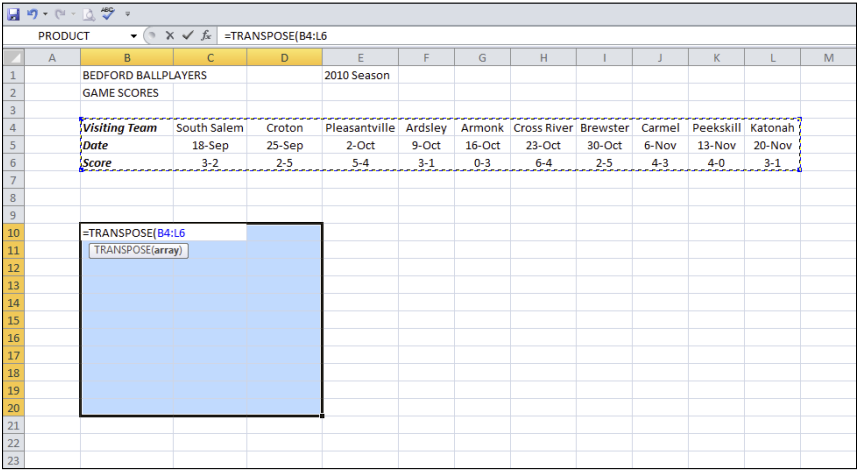 ABC
PRODUCT fx =TRANSPOSE(B4:L6
A B C D E F G H I J K L M
1 BEDFORD BALLPLAYERS 2010 Season
2 GAME SCORES
3
4 Visiting Team South Salem Croton Pleasantville Ardsley Armonk Cross River Brewster Carmel Peekskill Katonah
5 Date 18-Sep 25-Sep 2-Oct 9-Oct 16-Oct 23-Oct 30-Oct 6-Nov 13-Nov 20-Nov
6 Score 3-2 2-5 5-4 3-1 0-3 6-4 2-5 4-3 4-0 3-1
7
8
9
10 =TRANSPOSE(B4:L6
11 TRANSPOSE(array)
12
13
14
15
16
17
18
19
20
21
22
23